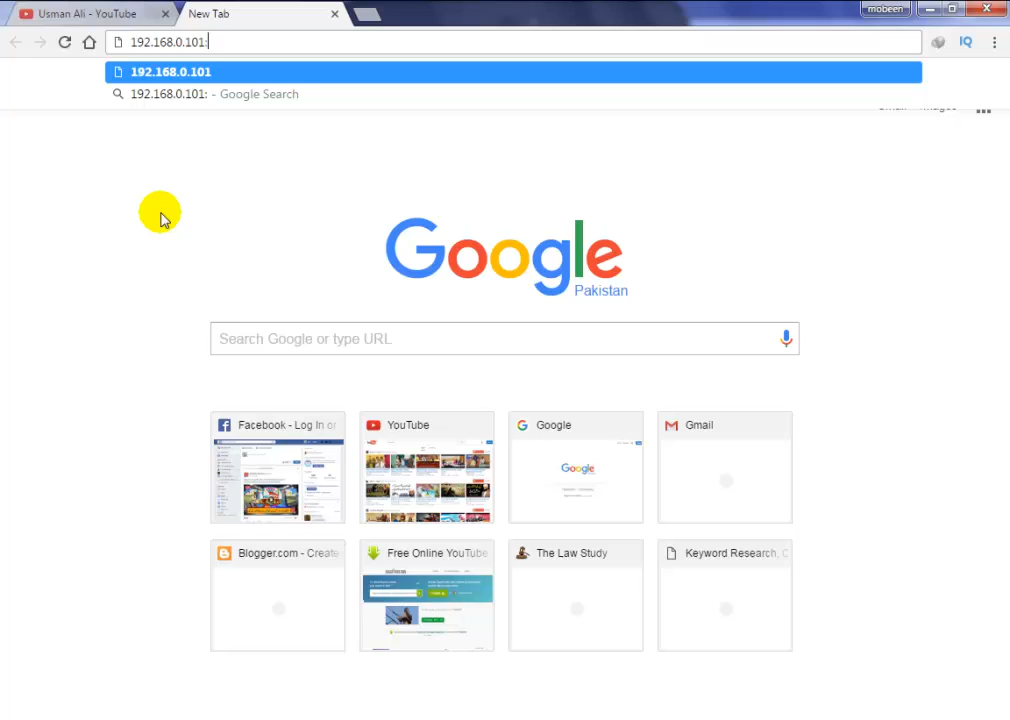 Usman Ali - YouTube
New Tab
mobeen
192.168.0.101:
IQ
192.168.0.101
192.168.0.101: - Google Search
Google
Pakistan
Search Google or type URL
Facebook - Log In or
YouTube
Google
Gmail
Blogger.com - Create
Free Online YouTube
The Law Study
Keyword Research, C